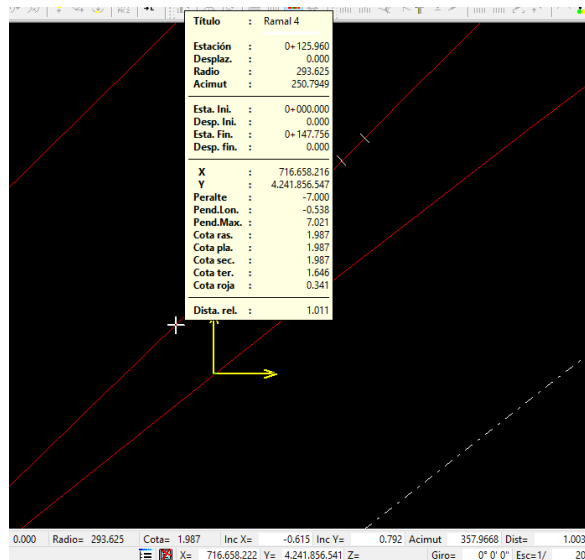 Título : Ramal 4
Estación : 0+125.960
Desplaz. : 0.000
Radio : 293.625
Acimut : 250.7949
Esta. Ini. : 0+000.000
Desp. Ini. : 0.000
Esta. Fin. : 0+147.756
Desp. fin. : 0.000
X : 716.658.216
Y : 4.241.856.547
Peralte : -7.000
Pend.Lon. : -0.538
Pend.Max. : 7.021
Cota ras. : 1.987
Cota pla. : 1.987
Cota sec. : 1.987
Cota ter. : 1.646
Cota roja : 0.341
Dista. rel. : 1.011
0.000 Radio= 293.625 Cota= 1.987 Inc X= -0.615 Inc Y= 0.792 Acimut 357.9668 Dist= 1.003
X= 716.658.222 Y= 4.241.856.541 Z= Giro= 0° 0' 0" Esc=1/ 20